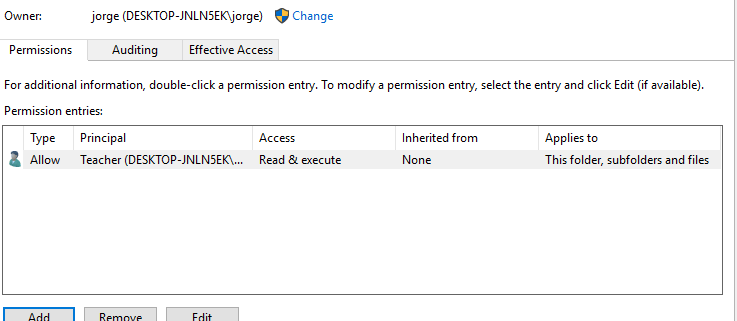 Owner: jorge (DESKTOP-JNLN5EK\jorge) Change
Permissions Auditing Effective Access
For additional information, double-click a permission entry. To modify a permission entry, select the entry and click Edit (if available).
Permission entries:
Type Principal Access Inherited from Applies to
Allow Teacher (DESKTOP-JNLN5EK\... Read & execute None This folder, subfolders and files
Add Remove Edit